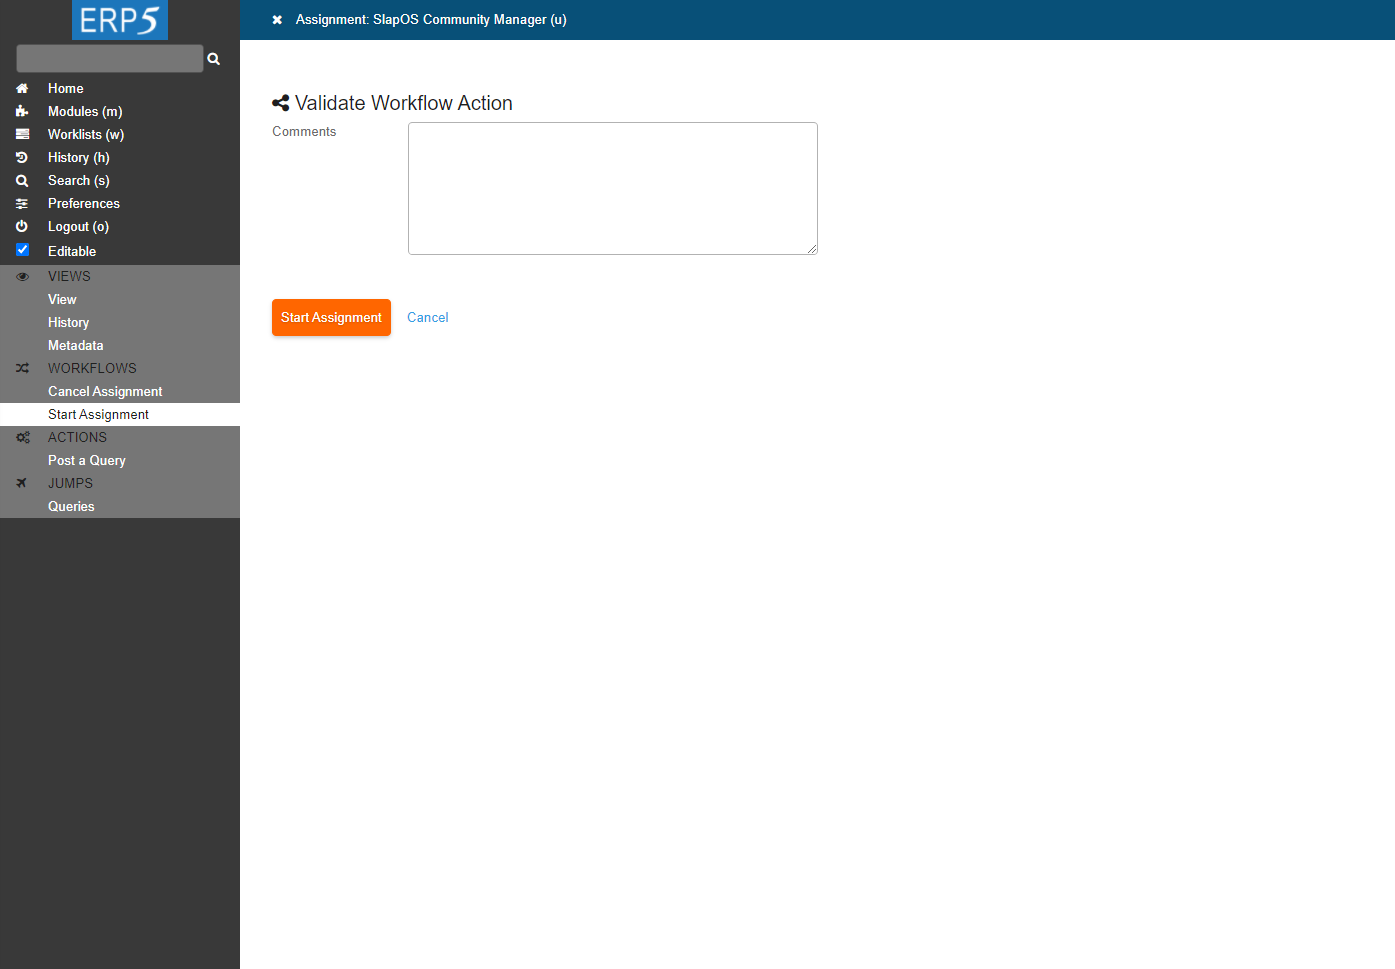 ERP5
Assignment: SlapOS Community Manager (u)
Home
Modules (m)
Worklists (w)
History (h)
Search (s)
Preferences
Logout (o)
Editable
VIEWS
View
History
Metadata
WORKFLOWS
Cancel Assignment
Start Assignment
ACTIONS
Post a Query
JUMPS
Queries
Validate Workflow Action
Comments
Start Assignment
Cancel